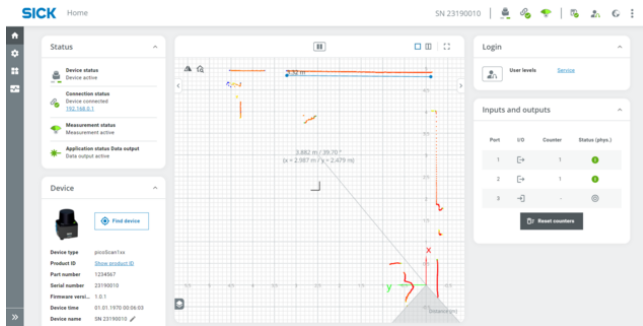 SICK Home SN 23190010
Status
Device status
Device active
Connection status
Device connected
192.168.0.1
Measurement status
Measurement active
Application status Data output
Data output active
Device
Find device
Device type picoScan1xx
Product ID Show product ID
Part number 1234567
Serial number 23190010
Firmware versi... 1.0.1
Device time 01.01.1970 00:06:03
Device name SN 23190010
3.882 m / 39.70 °
(x = 2.987 m / y = 2.479 m)
x
y
Distance (m)
Login
User levels Service
Inputs and outputs
Port I/O Counter Status (phys.)
1 1
2 1
3 -
Reset counters